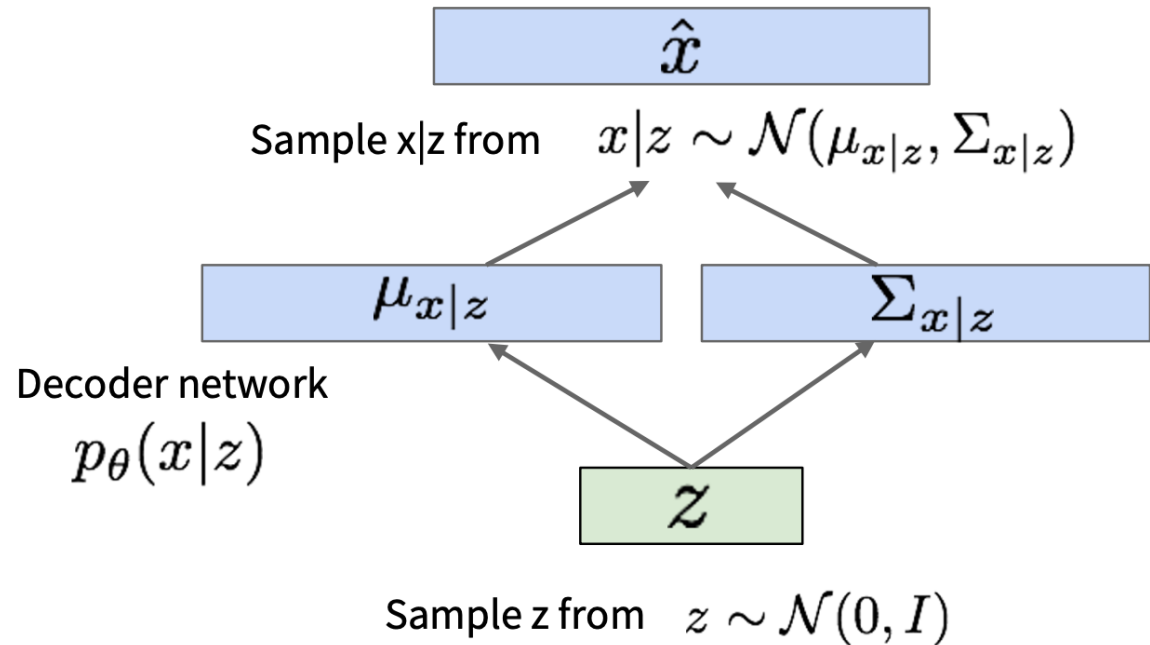 x̂
Sample x|z from x|z ∼ 𝒩(μ_{x|z}, Σ_{x|z})
μ_{x|z} Σ_{x|z}
Decoder network
p_θ(x|z)
z
Sample z from z ∼ 𝒩(0, I)